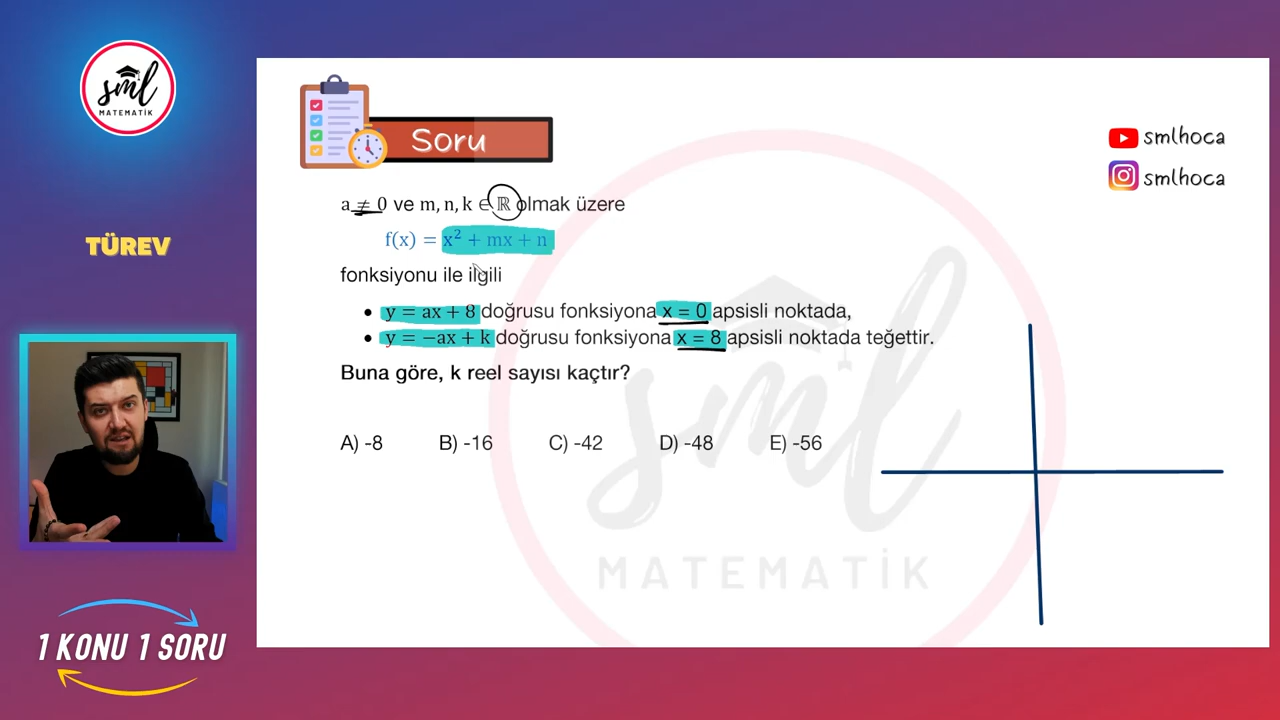 sml
MATEMATİK
Soru
smlhoca
smlhoca
a ≠ 0 ve m, n, k ∈ ℝ olmak üzere
TÜREV
f(x) = x² + mx + n
fonksiyonu ile ilgili
• y = ax + 8 doğrusu fonksiyona x = 0 apsisli noktada,
• y = −ax + k doğrusu fonksiyona x = 8 apsisli noktada teğettir.
Buna göre, k reel sayısı kaçtır?
A) -8 B) -16 C) -42 D) -48 E) -56
sml
MATEMATİK
1 KONU 1 SORU